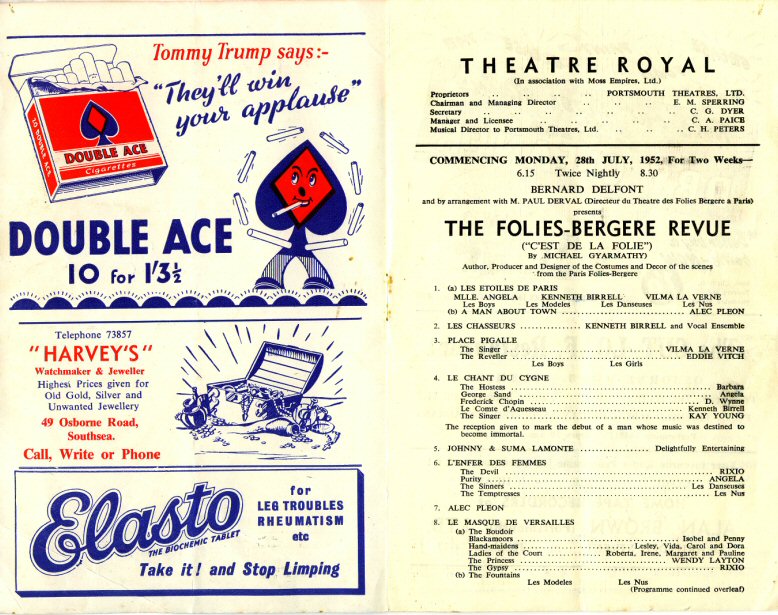 Tommy Trump says:-
"They'll win
your applause"
10 DOUBLE ACE
DOUBLE ACE
Cigarettes
DOUBLE ACE
10 for 1'3½
Telephone 73857
"HARVEY'S"
Watchmaker & Jeweller
Highest Prices given for
Old Gold, Silver and
Unwanted Jewellery
49 Osborne Road,
Southsea.
Call, Write or Phone
Elasto
THE BIOCHEMIC TABLET
for
LEG TROUBLES
RHEUMATISM
etc
Take it! and Stop Limping
THEATRE ROYAL
(In association with Moss Empires, Ltd.)
Proprietors .. .. .. PORTSMOUTH THEATRES, LTD.
Chairman and Managing Director .. .. .. E. M. SPERRING
Secretary .. .. .. .. .. .. C. G. DYER
Manager and Licensee .. .. .. .. .. C. A. PAICE
Musical Director to Portsmouth Theatres, Ltd. .. .. .. C. H. PETERS
COMMENCING MONDAY, 28th JULY, 1952, For Two Weeks—
6.15 Twice Nightly 8.30
BERNARD DELFONT
and by arrangement with M. PAUL DERVAL (Directeur du Theatre des Folies Bergere a Paris)
presents
THE FOLIES-BERGERE REVUE
("C'EST DE LA FOLIE")
By MICHAEL GYARMATHY
Author, Producer and Designer of the Costumes and Decor of the scenes
from the Paris Folies-Bergere
1. (a) LES ETOILES DE PARIS
MLLE. ANGELA KENNETH BIRRELL VILMA LA VERNE
Les Boys Les Modeles Les Danseuses Les Nus
(b) A MAN ABOUT TOWN .......... ALEC PLEON
2. LES CHASSEURS .......... KENNETH BIRRELL and Vocal Ensemble
3. PLACE PIGALLE
The Singer .......... VILMA LA VERNE
The Reveller .......... EDDIE VITCH
Les Boys Les Girls
4. LE CHANT DU CYGNE
The Hostess .......... Barbara
George Sand .......... Angela
Frederick Chopin .......... D. Wynne
Le Comte d'Aquesseau .......... Kenneth Birrell
The Singer .......... KAY YOUNG
The reception given to mark the debut of a man whose music was destined to
become immortal.
5. JOHNNY & SUMA LAMONTE .......... Delightfully Entertaining
6. L'ENFER DES FEMMES
The Devil .......... RIXIO
Purity .......... ANGELA
The Sinners .......... Les Danseuses
The Temptresses .......... Les Nus
7. ALEC PLEON
8. LE MASQUE DE VERSAILLES
(a) The Boudoir
Blackamoors .......... Isobel and Penny
Hand-maidens .......... Lesley, Vida, Carol and Dora
Ladies of the Court .......... Roberta, Irene, Margaret and Pauline
The Princess .......... WENDY LAYTON
The Gypsy .......... RIXIO
(b) The Fountains
Les Modeles Les Nus
(Programme continued overleaf)